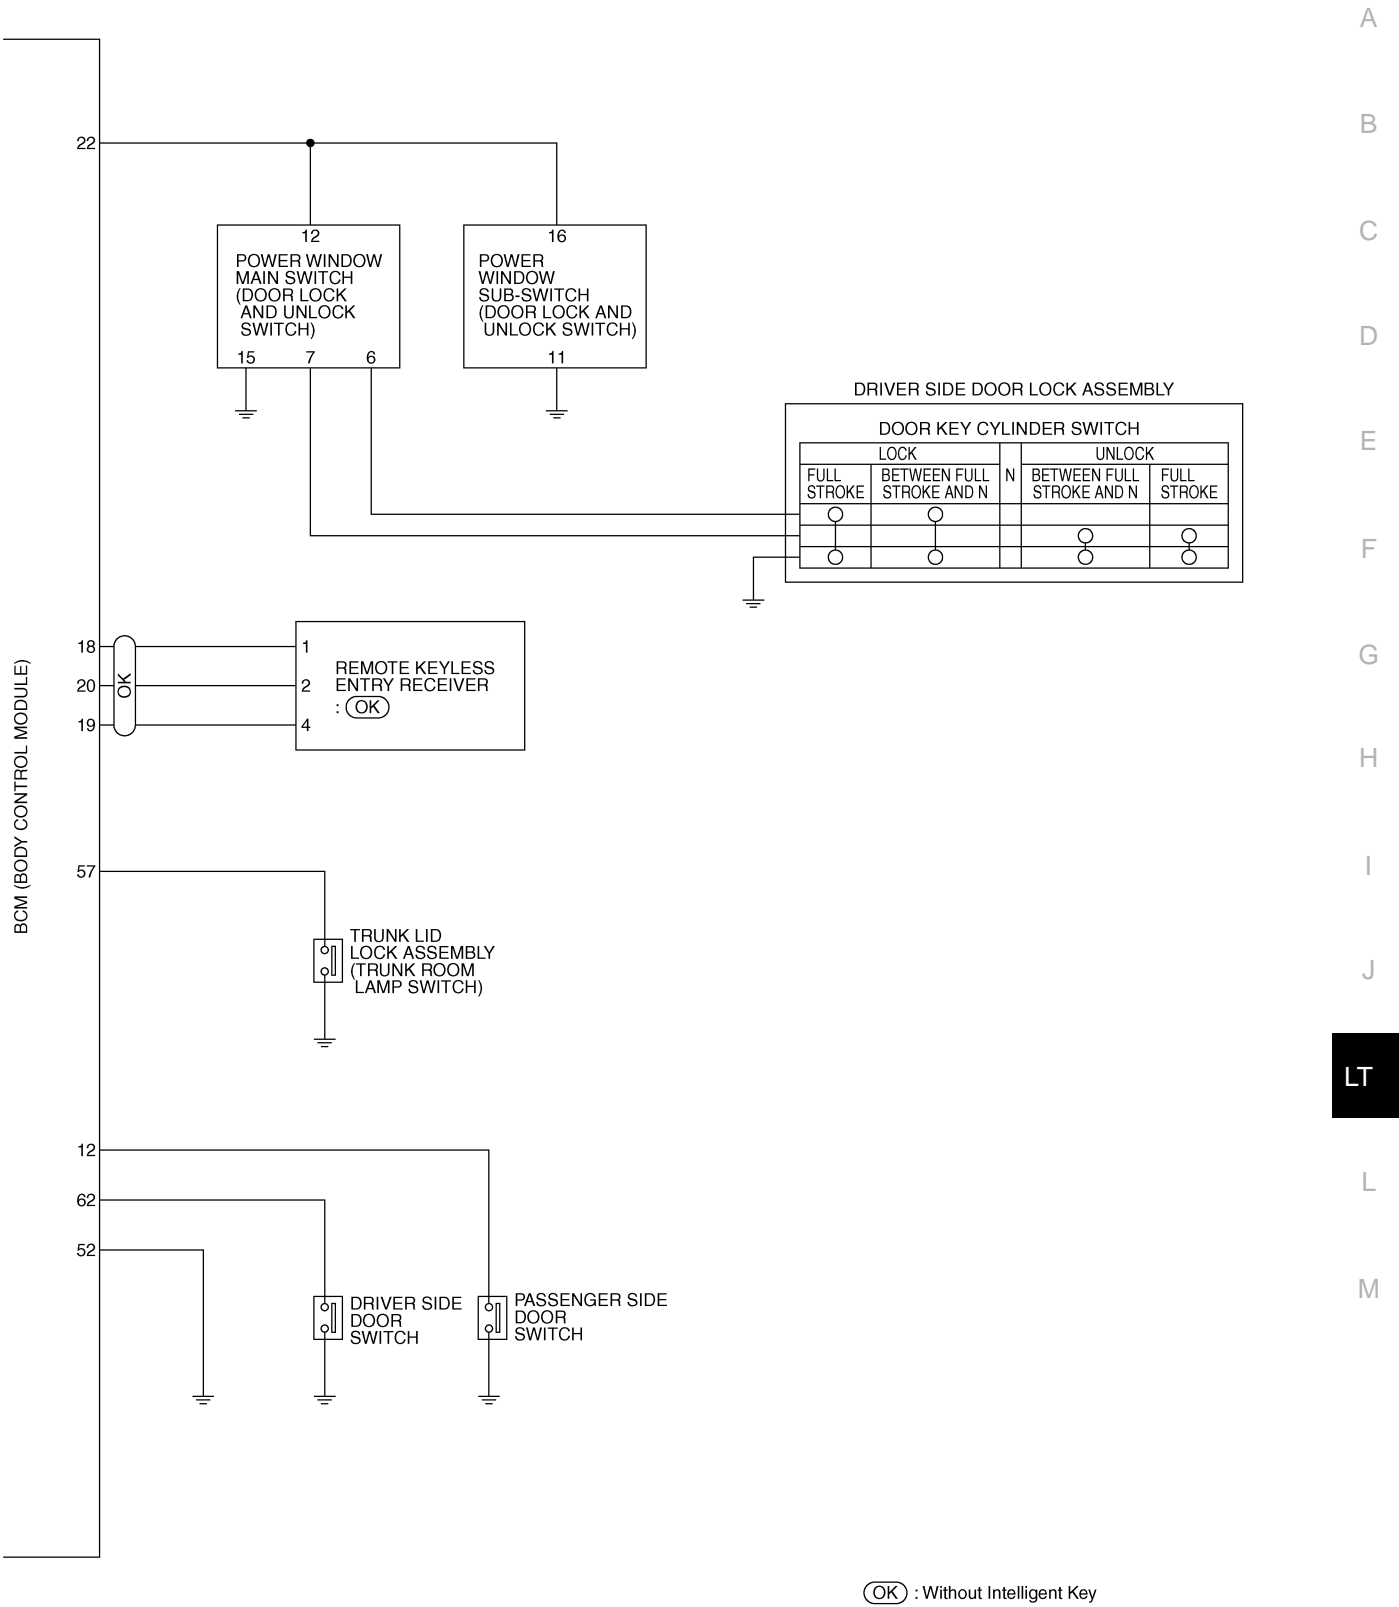 A
B
C
D
E
F
G
H
I
J
LT
L
M
22
12
POWER WINDOW
MAIN SWITCH
(DOOR LOCK
AND UNLOCK
SWITCH)
15 7 6
16
POWER
WINDOW
SUB-SWITCH
(DOOR LOCK AND
UNLOCK SWITCH)
11
DRIVER SIDE DOOR LOCK ASSEMBLY
DOOR KEY CYLINDER SWITCH
LOCK
N
UNLOCK
FULL
STROKE
BETWEEN FULL
STROKE AND N
BETWEEN FULL
STROKE AND N
FULL
STROKE
BCM (BODY CONTROL MODULE)
18
20
19
OK
1
2
4
REMOTE KEYLESS
ENTRY RECEIVER
: OK
57
TRUNK LID
LOCK ASSEMBLY
(TRUNK ROOM
LAMP SWITCH)
12
62
52
DRIVER SIDE
DOOR
SWITCH
PASSENGER SIDE
DOOR
SWITCH
OK : Without Intelligent Key